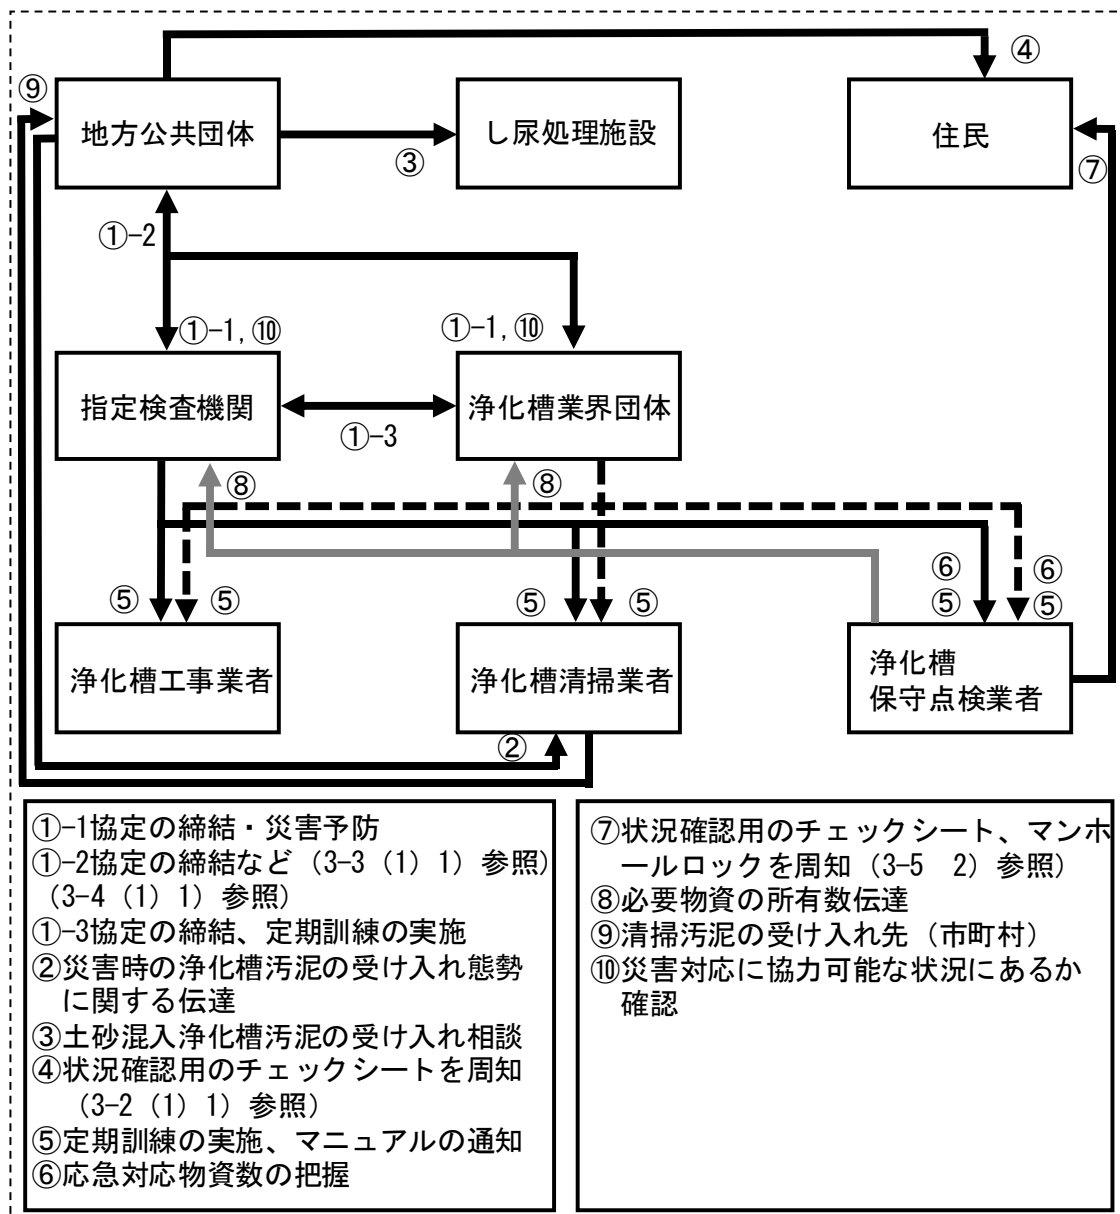 ④
⑨
地方公共団体
し尿処理施設
住民
③
⑦
①-2
①-1, ⑩
①-1, ⑩
指定検査機関
浄化槽業界団体
①-3
⑧
⑧
⑥
⑥
⑤
⑤
⑤
⑤
⑤
⑤
浄化槽工事業者
浄化槽清掃業者
浄化槽
保守点検業者
②
①-1協定の締結・災害予防
①-2協定の締結など（3-3（1）1）参照）
（3-4（1）1）参照）
①-3協定の締結、定期訓練の実施
②災害時の浄化槽汚泥の受け入れ態勢
に関する伝達
③土砂混入浄化槽汚泥の受け入れ相談
④状況確認用のチェックシートを周知
（3-2（1）1）参照）
⑤定期訓練の実施、マニュアルの通知
⑥応急対応物資数の把握
⑦状況確認用のチェックシート、マンホ
ールロックを周知（3-5　2）参照）
⑧必要物資の所有数伝達
⑨清掃汚泥の受け入れ先（市町村）
⑩災害対応に協力可能な状況にあるか
確認